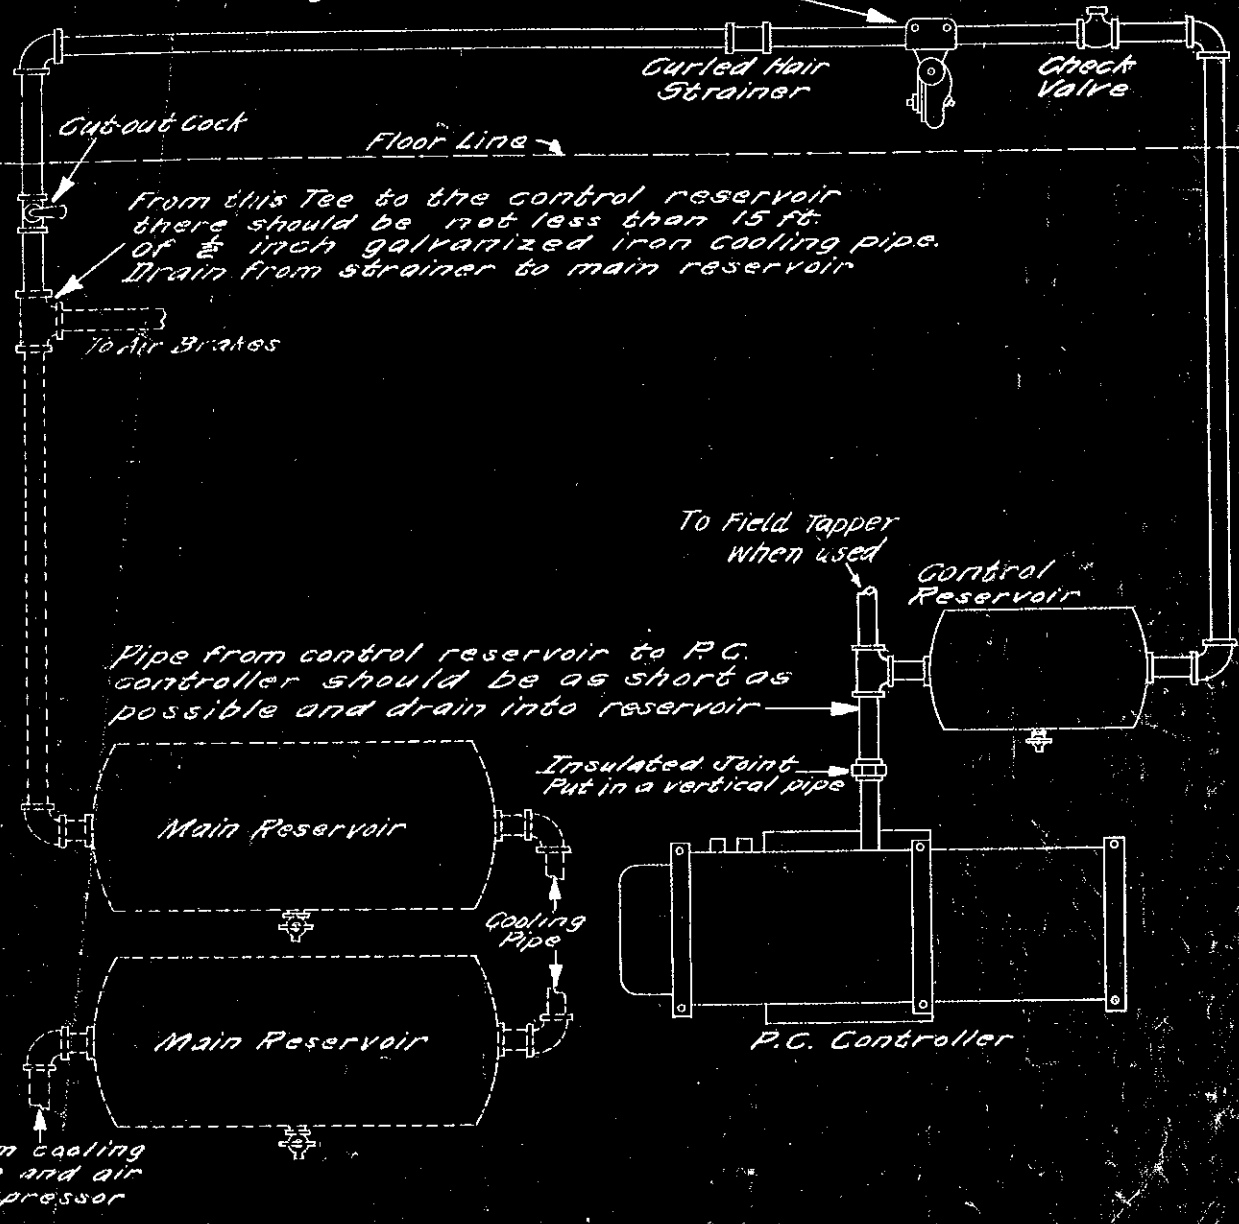 Curled Hair
Strainer
Check
Valve
Cut-out Cock
Floor Line
From this Tee to the control reservoir
there should be not less than 15 ft.
of ½ inch galvanized iron cooling pipe.
Drain from strainer to main reservoir
To Air Brakes
To Field Tapper
when used
Control
Reservoir
Pipe from control reservoir to P.C.
controller should be as short as
possible and drain into reservoir
Insulated Joint
Put in a vertical pipe
Main Reservoir
Cooling
Pipe
Main Reservoir
P.C. Controller
cooling
and air
pressor